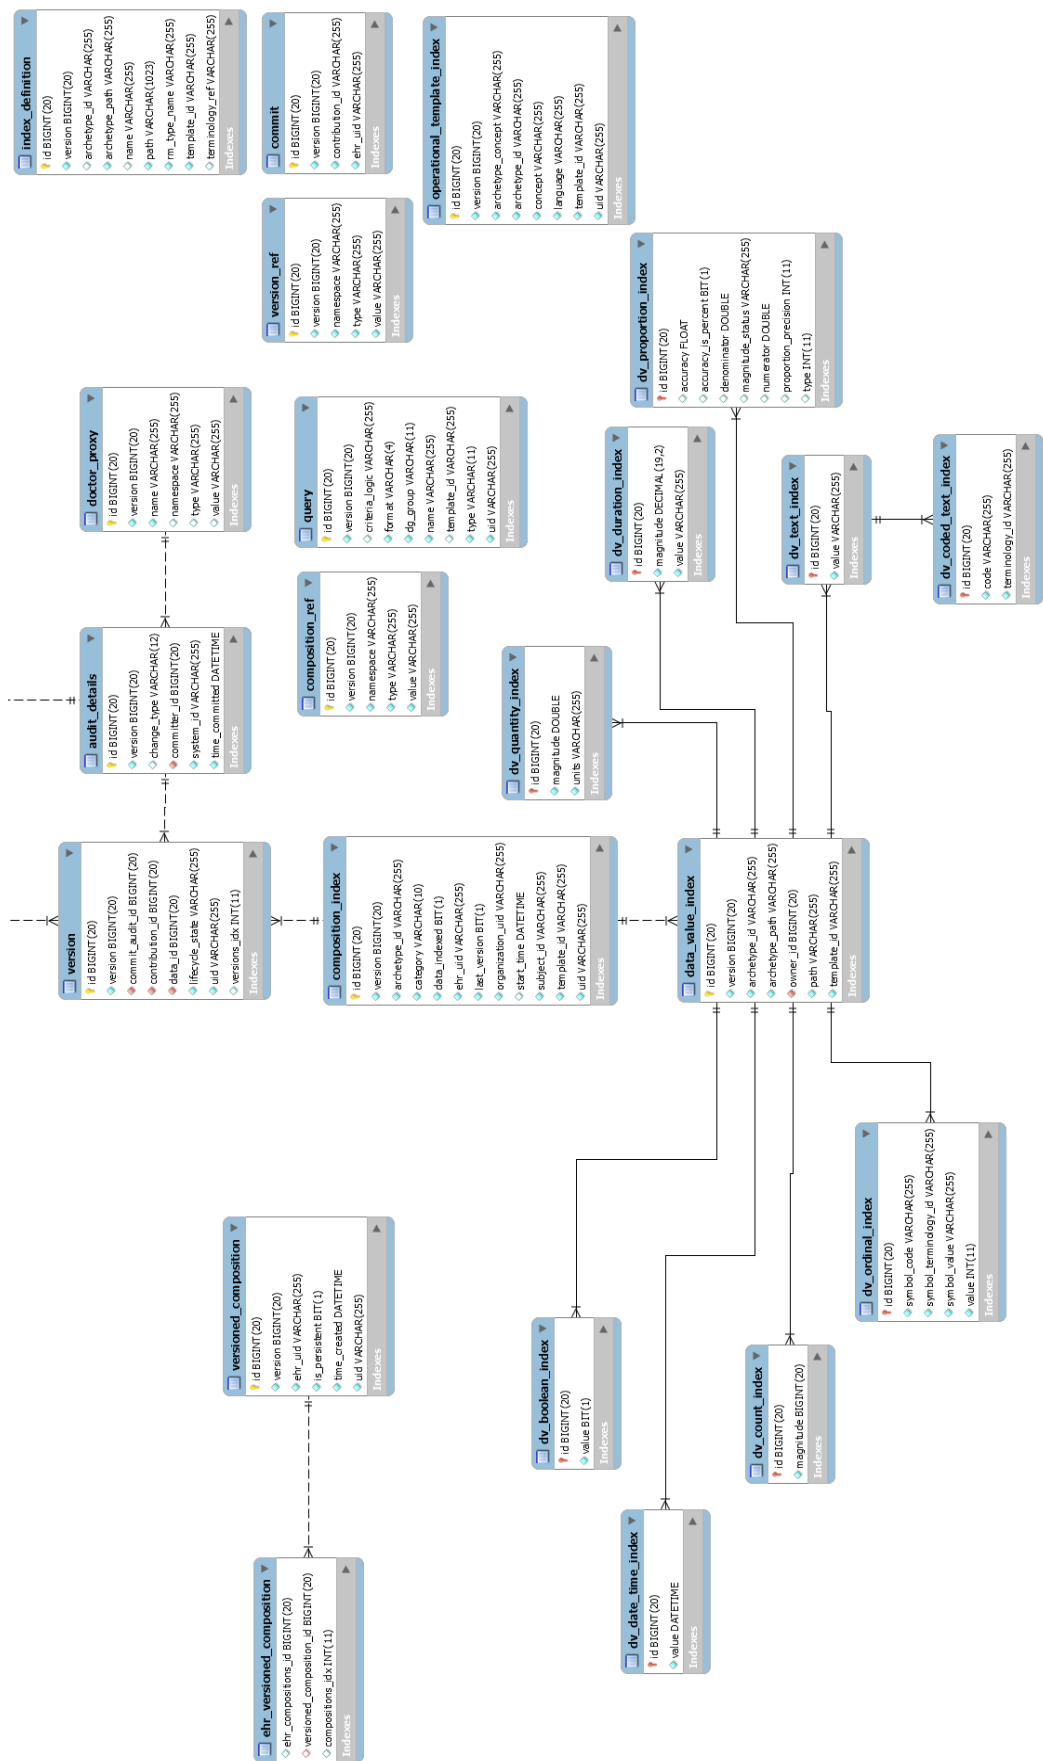 index_definition
id BIGINT(20)
version BIGINT(20)
archetype_id VARCHAR(255)
archetype_path VARCHAR(255)
name VARCHAR(255)
path VARCHAR(1023)
rm_type_name VARCHAR(255)
template_id VARCHAR(255)
terminology_ref VARCHAR(255)
Indexes
commit
id BIGINT(20)
version BIGINT(20)
contribution_id VARCHAR(255)
ehr_uid VARCHAR(255)
Indexes
operational_template_index
id BIGINT(20)
version BIGINT(20)
archetype_concept VARCHAR(255)
archetype_id VARCHAR(255)
concept VARCHAR(255)
language VARCHAR(255)
template_id VARCHAR(255)
uid VARCHAR(255)
Indexes
version_ref
id BIGINT(20)
version BIGINT(20)
namespace VARCHAR(255)
type VARCHAR(255)
value VARCHAR(255)
Indexes
doctor_proxy
id BIGINT(20)
version BIGINT(20)
name VARCHAR(255)
namespace VARCHAR(255)
type VARCHAR(255)
value VARCHAR(255)
Indexes
query
id BIGINT(20)
version BIGINT(20)
criteria_logic VARCHAR(255)
format VARCHAR(4)
dg_group VARCHAR(11)
name VARCHAR(255)
template_id VARCHAR(255)
type VARCHAR(11)
uid VARCHAR(255)
Indexes
dv_proportion_index
id BIGINT(20)
accuracy FLOAT
accuracy_is_percent BIT(1)
denominator DOUBLE
magnitude_status VARCHAR(255)
numerator DOUBLE
proportion_precision INT(11)
type INT(11)
Indexes
dv_duration_index
id BIGINT(20)
magnitude DECIMAL(19,2)
value VARCHAR(255)
Indexes
dv_text_index
id BIGINT(20)
value VARCHAR(255)
Indexes
dv_coded_text_index
id BIGINT(20)
code VARCHAR(255)
terminology_id VARCHAR(255)
Indexes
audit_details
id BIGINT(20)
version BIGINT(20)
change_type VARCHAR(12)
committer_id BIGINT(20)
system_id VARCHAR(255)
time_committed DATETIME
Indexes
composition_ref
id BIGINT(20)
version BIGINT(20)
namespace VARCHAR(255)
type VARCHAR(255)
value VARCHAR(255)
Indexes
dv_quantity_index
id BIGINT(20)
magnitude DOUBLE
units VARCHAR(255)
Indexes
version
id BIGINT(20)
version BIGINT(20)
commit_audit_id BIGINT(20)
contribution_id BIGINT(20)
data_id BIGINT(20)
lifecycle_state VARCHAR(255)
uid VARCHAR(255)
versions_idx INT(11)
Indexes
composition_index
id BIGINT(20)
version BIGINT(20)
archetype_id VARCHAR(255)
category VARCHAR(10)
data_indexed BIT(1)
ehr_uid VARCHAR(255)
last_version BIT(1)
organization_uid VARCHAR(255)
start_time DATETIME
subject_id VARCHAR(255)
template_id VARCHAR(255)
uid VARCHAR(255)
Indexes
data_value_index
id BIGINT(20)
version BIGINT(20)
archetype_id VARCHAR(255)
archetype_path VARCHAR(255)
owner_id BIGINT(20)
path VARCHAR(255)
template_id VARCHAR(255)
Indexes
versioned_composition
id BIGINT(20)
version BIGINT(20)
ehr_uid VARCHAR(255)
is_persistent BIT(1)
time_created DATETIME
uid VARCHAR(255)
Indexes
dv_ordinal_index
id BIGINT(20)
symbol_code VARCHAR(255)
symbol_terminology_id VARCHAR(255)
symbol_value VARCHAR(255)
value INT(11)
Indexes
dv_boolean_index
id BIGINT(20)
value BIT(1)
Indexes
dv_count_index
id BIGINT(20)
magnitude BIGINT(20)
Indexes
ehr_versioned_composition
ehr_compositions_id BIGINT(20)
versioned_composition_id BIGINT(20)
compositions_idx INT(11)
Indexes
dv_date_time_index
id BIGINT(20)
value DATETIME
Indexes